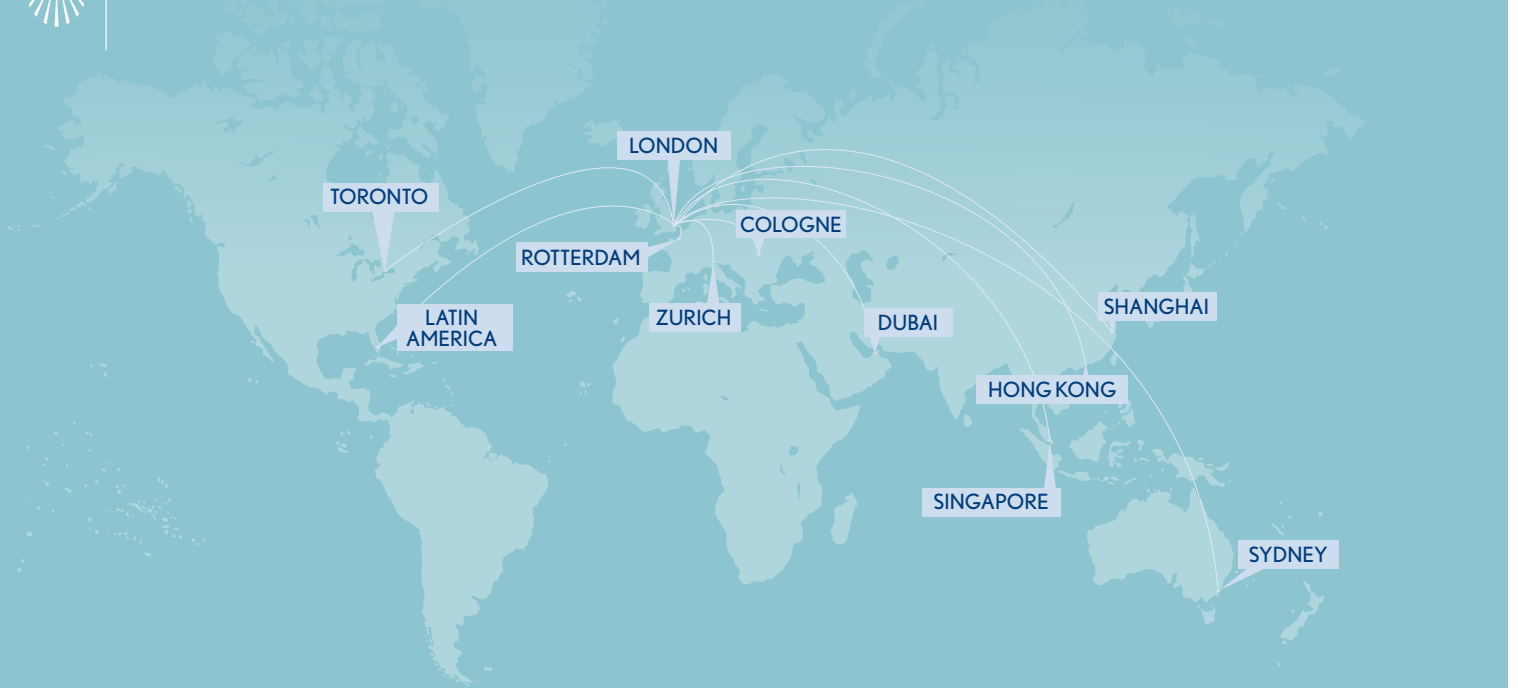 LONDON
TORONTO
COLOGNE
ROTTERDAM
SHANGHAI
LATIN
AMERICA
ZURICH
DUBAI
HONG KONG
SINGAPORE
SYDNEY